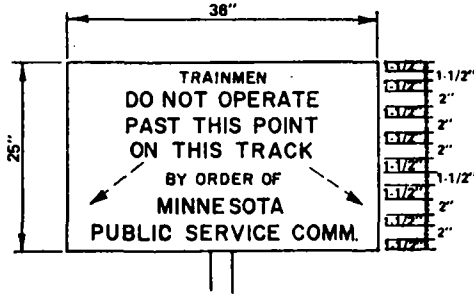 36"
1-1/2"
TRAINMEN
1-1/2"
1-1/2"
DO NOT OPERATE
2"
1-1/2"
PAST THIS POINT
2"
1-1/2"
ON THIS TRACK
2"
25"
1-1/2"
BY ORDER OF
1-1/2"
1-1/2"
MINNESOTA
2"
1-1/2"
PUBLIC SERVICE COMM.
2"
1-1/2"